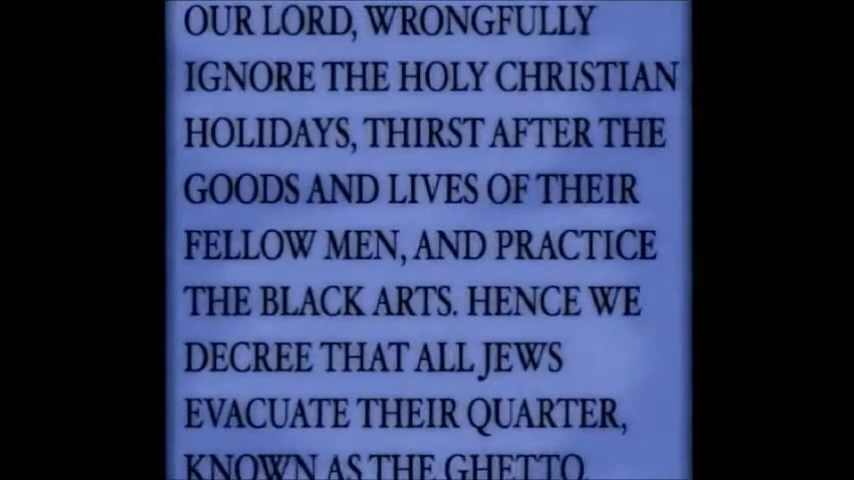 OUR LORD, WRONGFULLY
IGNORE THE HOLY CHRISTIAN
HOLIDAYS, THIRST AFTER THE
GOODS AND LIVES OF THEIR
FELLOW MEN, AND PRACTICE
THE BLACK ARTS. HENCE WE
DECREE THAT ALL JEWS
EVACUATE THEIR QUARTER,
KNOWN AS THE GHETTO